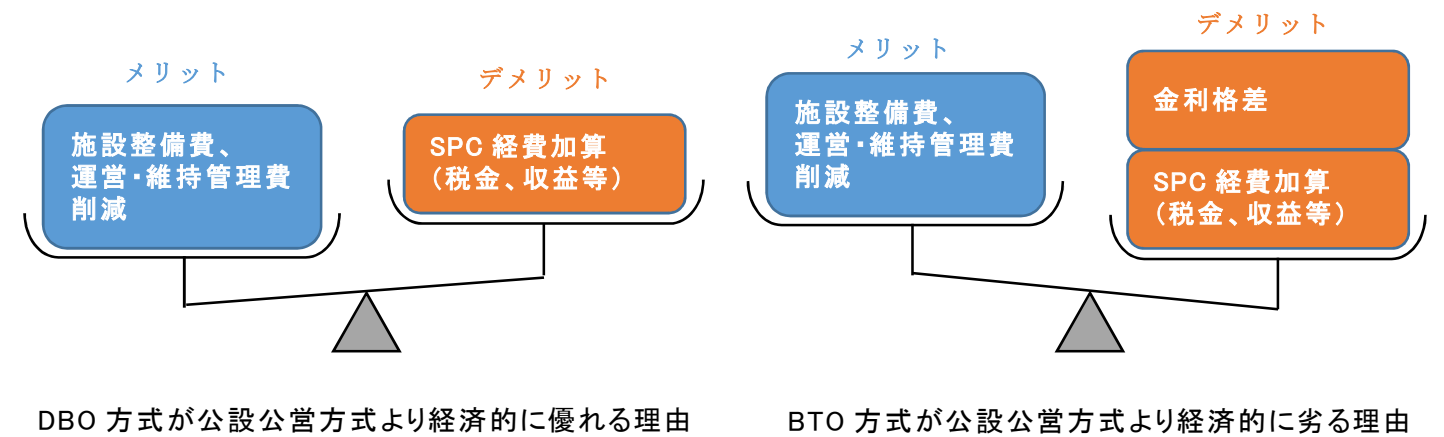 メリット
デメリット
施設整備費、
運営・維持管理費
削減
SPC 経費加算
（税金、収益等）
DBO 方式が公設公営方式より経済的に優れる理由
メリット
デメリット
施設整備費、
運営・維持管理費
削減
金利格差
SPC 経費加算
（税金、収益等）
BTO 方式が公設公営方式より経済的に劣る理由